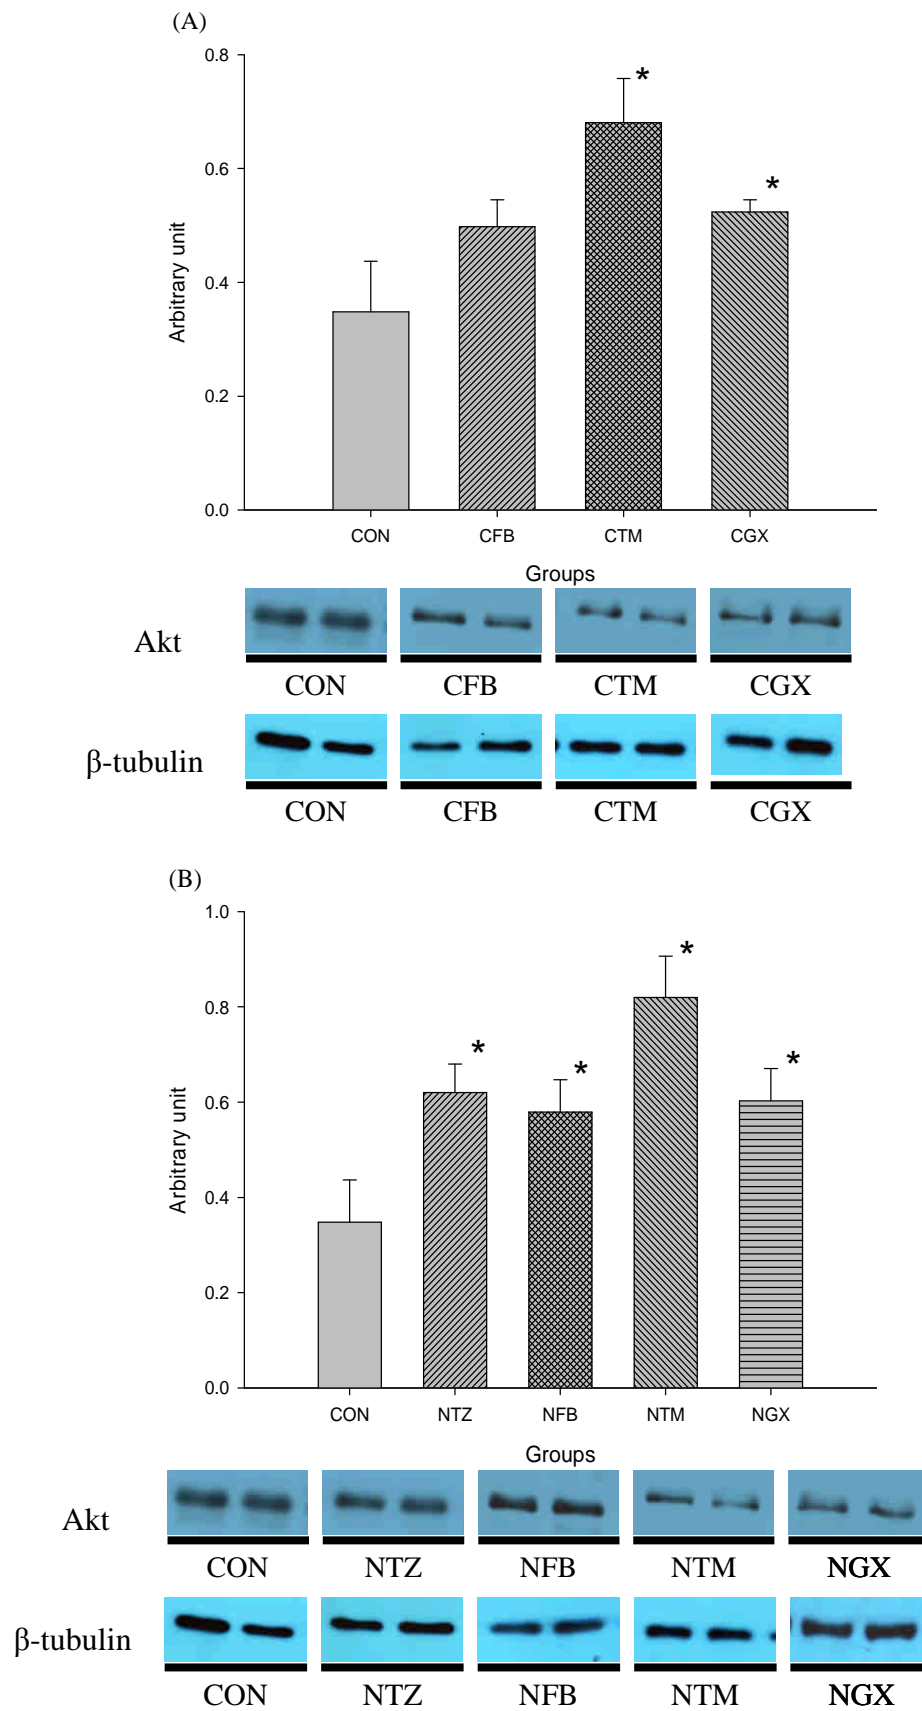 (A)
0.8
0.6
0.4
0.2
0.0
Arbitrary unit
*
*
CON CFB CTM CGX
Groups
Akt
CON CFB CTM CGX
β-tubulin
CON CFB CTM CGX
(B)
1.0
0.8
0.6
0.4
0.2
0.0
Arbitrary unit
*
*
*
*
CON NTZ NFB NTM NGX
Groups
Akt
CON NTZ NFB NTM NGX
β-tubulin
CON NTZ NFB NTM NGX